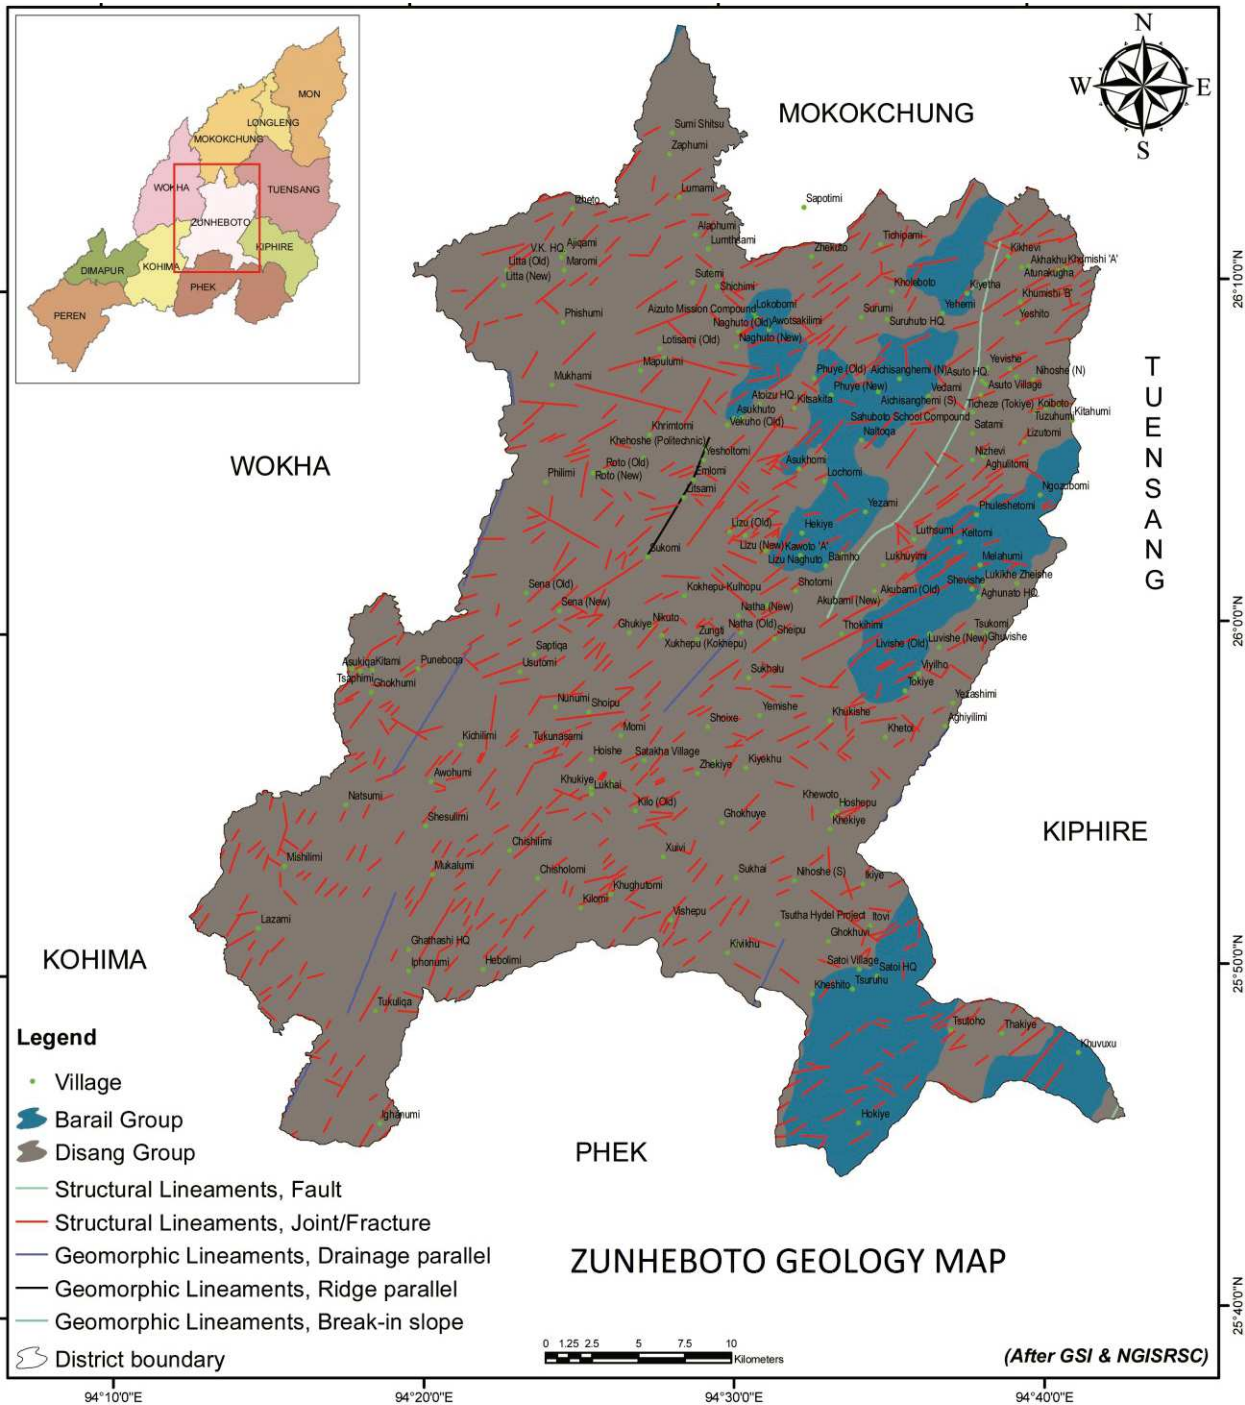 MON
LONGLENG
MOKOKCHUNG
WOKHA
TUENSANG
ZUNHEBOTO
KIPHIRE
DIMAPUR
KOHIMA
PHEK
PEREN
N
W
E
S
MOKOKCHUNG
Sumi Shitsu
Zaphumi
Lumami
Izheto
Sapotimi
Alaphumi
Lumthsami
Tichipami
Zhekuto
Kikhevi
V.K. HQ
Ajiqami
Litta (Old)
Maromi
Litta (New)
Akhakhu
Khumishi 'A'
Atunakugha
Sutemi
Shichimi
Kholeboto
Kiyetha
Khumishi 'B'
Yehemi
Yeshito
Aizuto Mission Compound
Lokobomi
Phishumi
Naghuto (Old)
Awotsakilimi
Surumi
Suruhuto HQ
Lotisami (Old)
Naghuto (New)
Mapulumi
Mukhami
Phuye (Old)
Aichisanghemi (N)
Asuto HQ
Yevishe
Nihoshe (N)
Phuye (New)
Vedami
Asuto Village
Atoizu HQ
Kitsakita
Aichisanghemi (S)
Ticheze (Tokiye)
Koiboto
Asukhuto
Sahuboto School Compound
Tuzuhum
Kitahumi
Vekuho (Old)
Khrimtomi
Naltoqa
Satami
Lizutomi
Khehoshe (Politechnic)
Yesholtomi
Nizhevi
Roto (Old)
Asukhomi
Aghulitomi
Philimi
Roto (New)
Emlomi
Lochomi
Litsami
Ngozubomi
Yezami
Phuleshetomi
Lizu (Old)
Hekiye
Luthsumi
Keltomi
Sukomi
Lizu (New)
Kawoto 'A'
Lizu Naghuto
Baimho
Lukhuyimi
Melahumi
Sena (Old)
Kokhepu-Kulhopu
Shotomi
Shevishe
Lukikhe Zheishe
Akubami (Old)
Aghunato HQ
Sena (New)
Natha (New)
Akubami (New)
Ghukiye
Nikuto
Zungti
Natha (Old)
Sheipu
Thokihimi
Tsukomi
Xukhepu (Kokhepu)
Livishe (Old)
Luvishe (New)
Ghuvishe
Saptiqa
Asukiqa
Kitami
Puneboqa
Usutomi
Sukhalu
Viyilho
Tsaphimi
Ghokhumi
Tokiye
Nunumi
Shoipu
Yemishe
Yezashimi
Shoixe
Khukishe
Aghiyilimi
Kichilimi
Tukunasami
Momi
Khetoi
Hoishe
Satakha Village
Awohumi
Zhekiye
Kiyekhu
Khukiye
Lukhai
Natsumi
Khewoto
Kilo (Old)
Hoshepu
Shesulimi
Ghokhuye
Khekiye
Chishilimi
Xuivi
Mishilimi
Mukalumi
Chisholomi
Sukhai
Nihoshe (S)
Ikiye
Khughutomi
Kilomi
Lazami
Vishepu
Tsutha Hydel Project
Itovi
Ghokhuvi
Ghathashi HQ
Kivikhu
Iphonumi
Hebolimi
Satoi Village
Satoi HQ
Kheshito
Tsuruhu
Tukuliqa
Tsutoho
Thakiye
Khuvuxu
Ighanumi
Hokiye
WOKHA
TUENSANG
KIPHIRE
KOHIMA
PHEK
Legend
Village
Barail Group
Disang Group
Structural Lineaments, Fault
Structural Lineaments, Joint/Fracture
Geomorphic Lineaments, Drainage parallel
Geomorphic Lineaments, Ridge parallel
Geomorphic Lineaments, Break-in slope
District boundary
ZUNHEBOTO GEOLOGY MAP
0 1.25 2.5 5 7.5 10
Kilometers
(After GSI & NGISRSC)
26°10'0"N
26°0'0"N
25°50'0"N
25°40'0"N
94°10'0"E
94°20'0"E
94°30'0"E
94°40'0"E